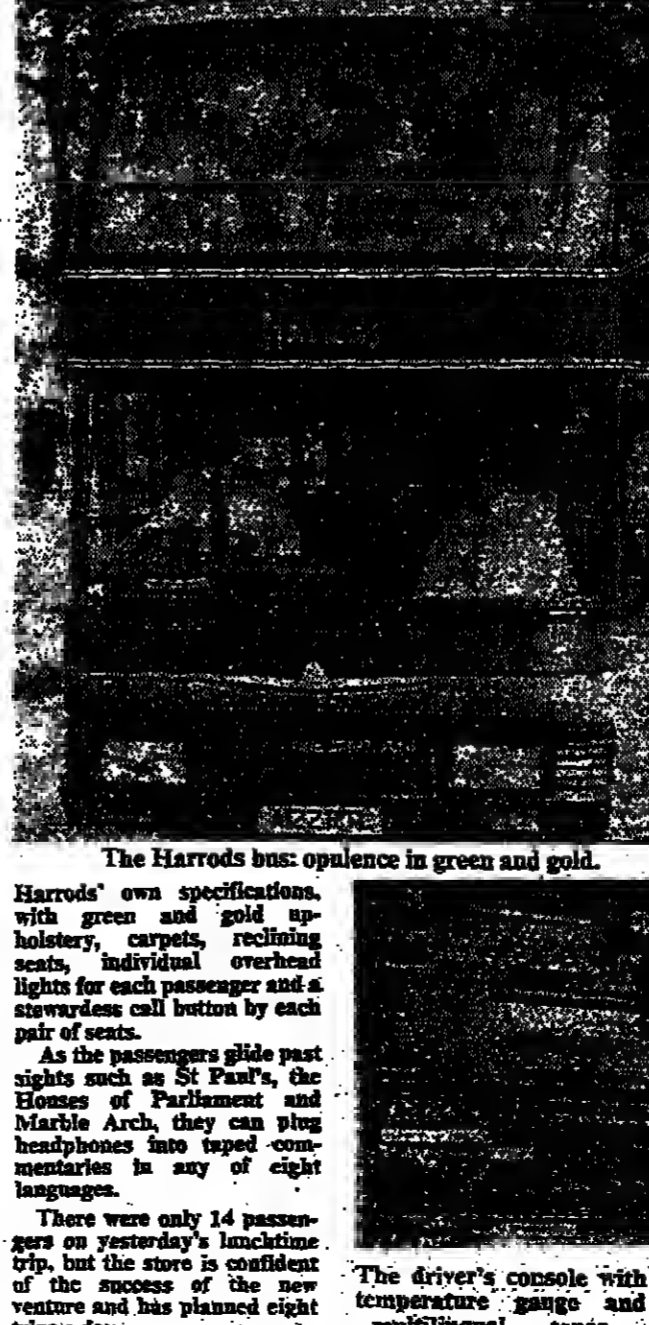 The Harrods bus: opulence in green and gold.
Harrods' own specifications,
with green and gold up-
holstery, carpets, reclining
seats, individual overhead
lights for each passenger and a
stewardess call button by each
pair of seats.
As the passengers glide past
sights such as St Paul's, the
Houses of Parliament and
Marble Arch, they can plug
headphones into taped com-
mentaries in any of eight
languages.
There were only 14 passen-
gers on yesterday's lunchtime
trip, but the store is confident
of the success of the new
venture and has planned eight
The driver's console with
temperature gauge and